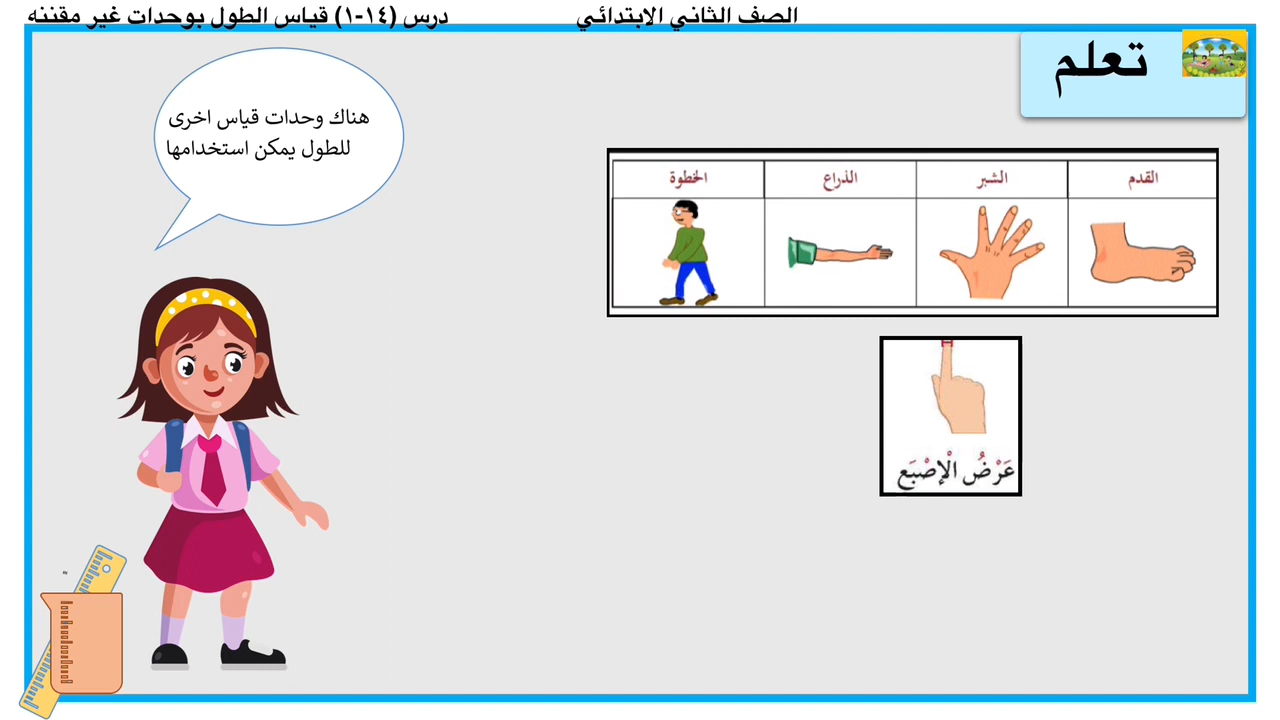 الصف الثاني الابتدائي
درس (١٤-١) قياس الطول بوحدات غير مقننه
تعلم
هناك وحدات قياس اخرى
للطول يمكن استخدامها
القدم
الشبر
الذراع
الخطوة
عَرْضُ الْإصْبَع